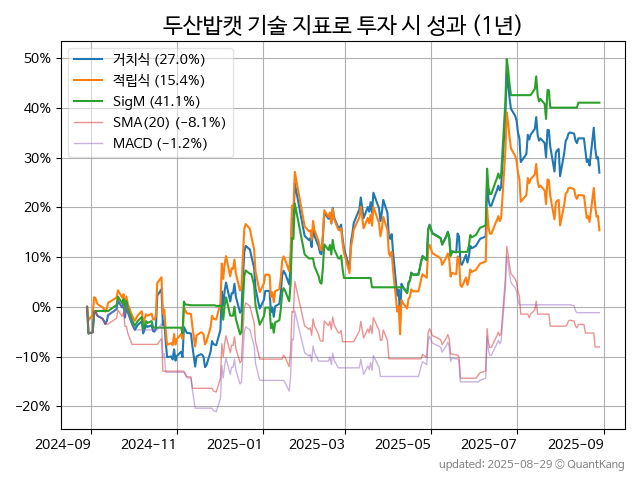 두산밥캣 기술 지표로 투자 시 성과 (1년)
50%
40%
30%
20%
10%
0%
−10%
−20%
거치식 (27.0%)
적립식 (15.4%)
SigM (41.1%)
SMA(20) (−8.1%)
MACD (−1.2%)
2024-09
2024-11
2025-01
2025-03
2025-05
2025-07
2025-09
updated: 2025-08-29 © QuantKang